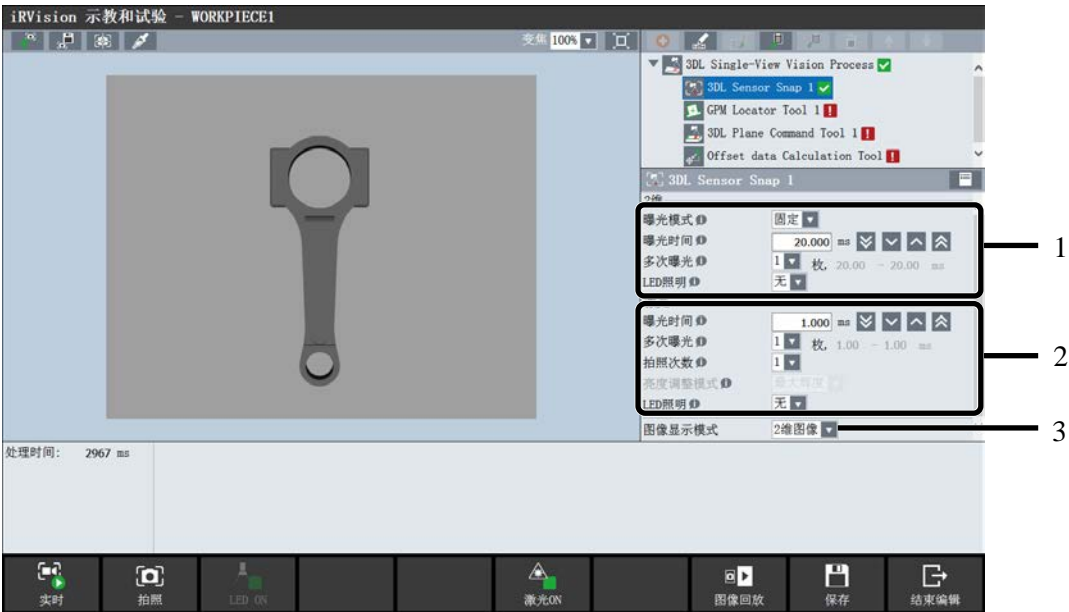 iRVision 示教和试验 - WORKPIECE1
变焦 100%
3DL Single-View Vision Process
3DL Sensor Snap 1
GPM Locator Tool 1
3DL Plane Command Tool 1
Offset data Calculation Tool
3DL Sensor Snap 1
2维
曝光模式 固定
曝光时间 20.000 ms
多次曝光 1 枚, 20.00 - 20.00 ms
LED照明 无
1
曝光时间 1.000 ms
多次曝光 1 枚, 1.00 - 1.00 ms
拍照次数 1
亮度调整模式 最大辉度
LED照明 无
2
图像显示模式 2维图像
3
处理时间: 2967 ms
实时
拍照
LED ON
激光ON
图像回放
保存
结束编辑